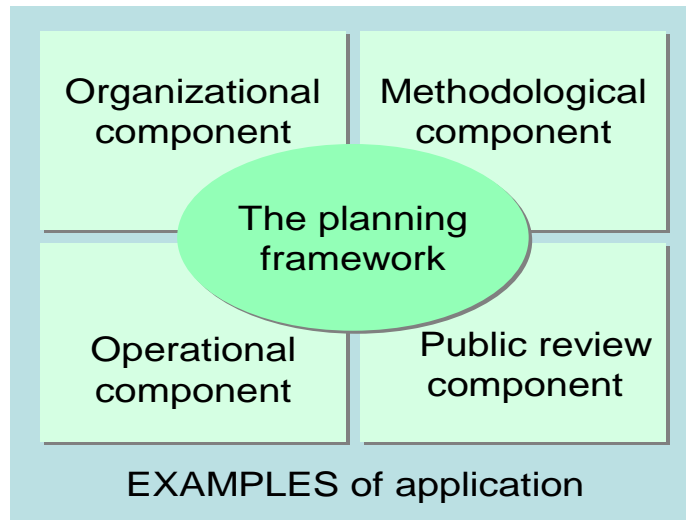 Organizational
component
Methodological
component
The planning
framework
Operational
component
Public review
component
EXAMPLES of application